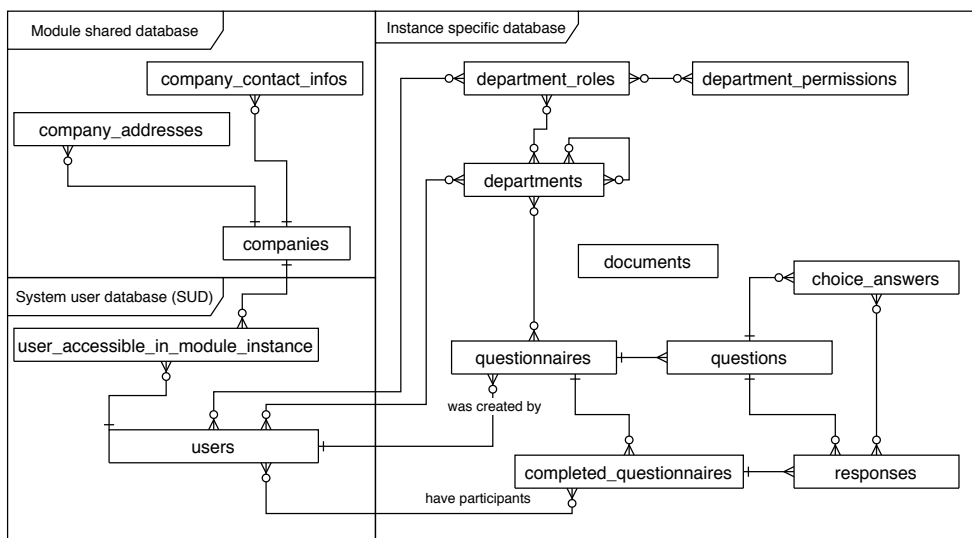 Module shared database
Instance specific database
company_contact_infos
department_roles
department_permissions
company_addresses
departments
companies
documents
choice_answers
System user database (SUD)
user_accessible_in_module_instance
questionnaires
questions
was created by
users
completed_questionnaires
responses
have participants